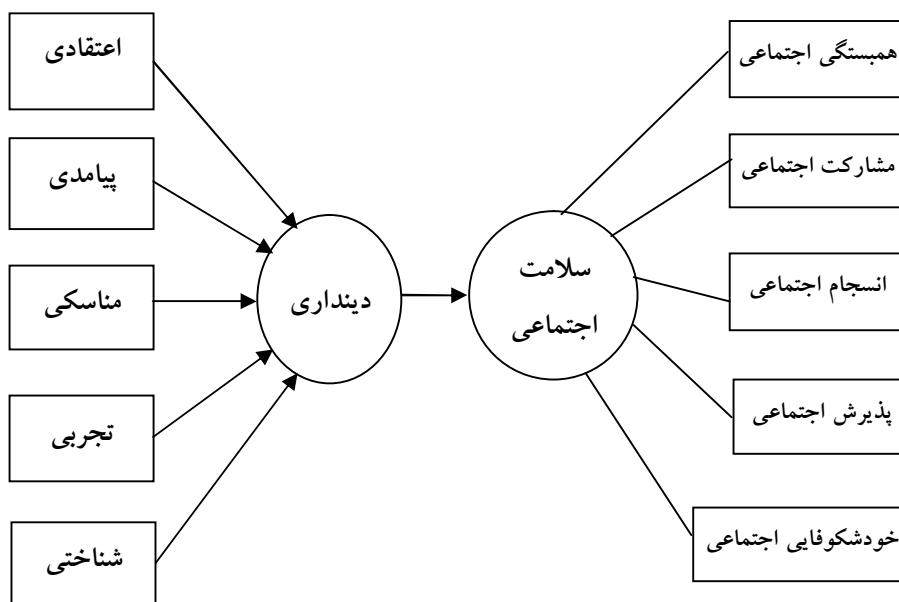 اعتقادی
پیامدی
مناسکی
تجربی
شناختی
دینداری
سلامت
اجتماعی
همبستگی اجتماعی
مشارکت اجتماعی
انسجام اجتماعی
پذیرش اجتماعی
خودشکوفایی اجتماعی